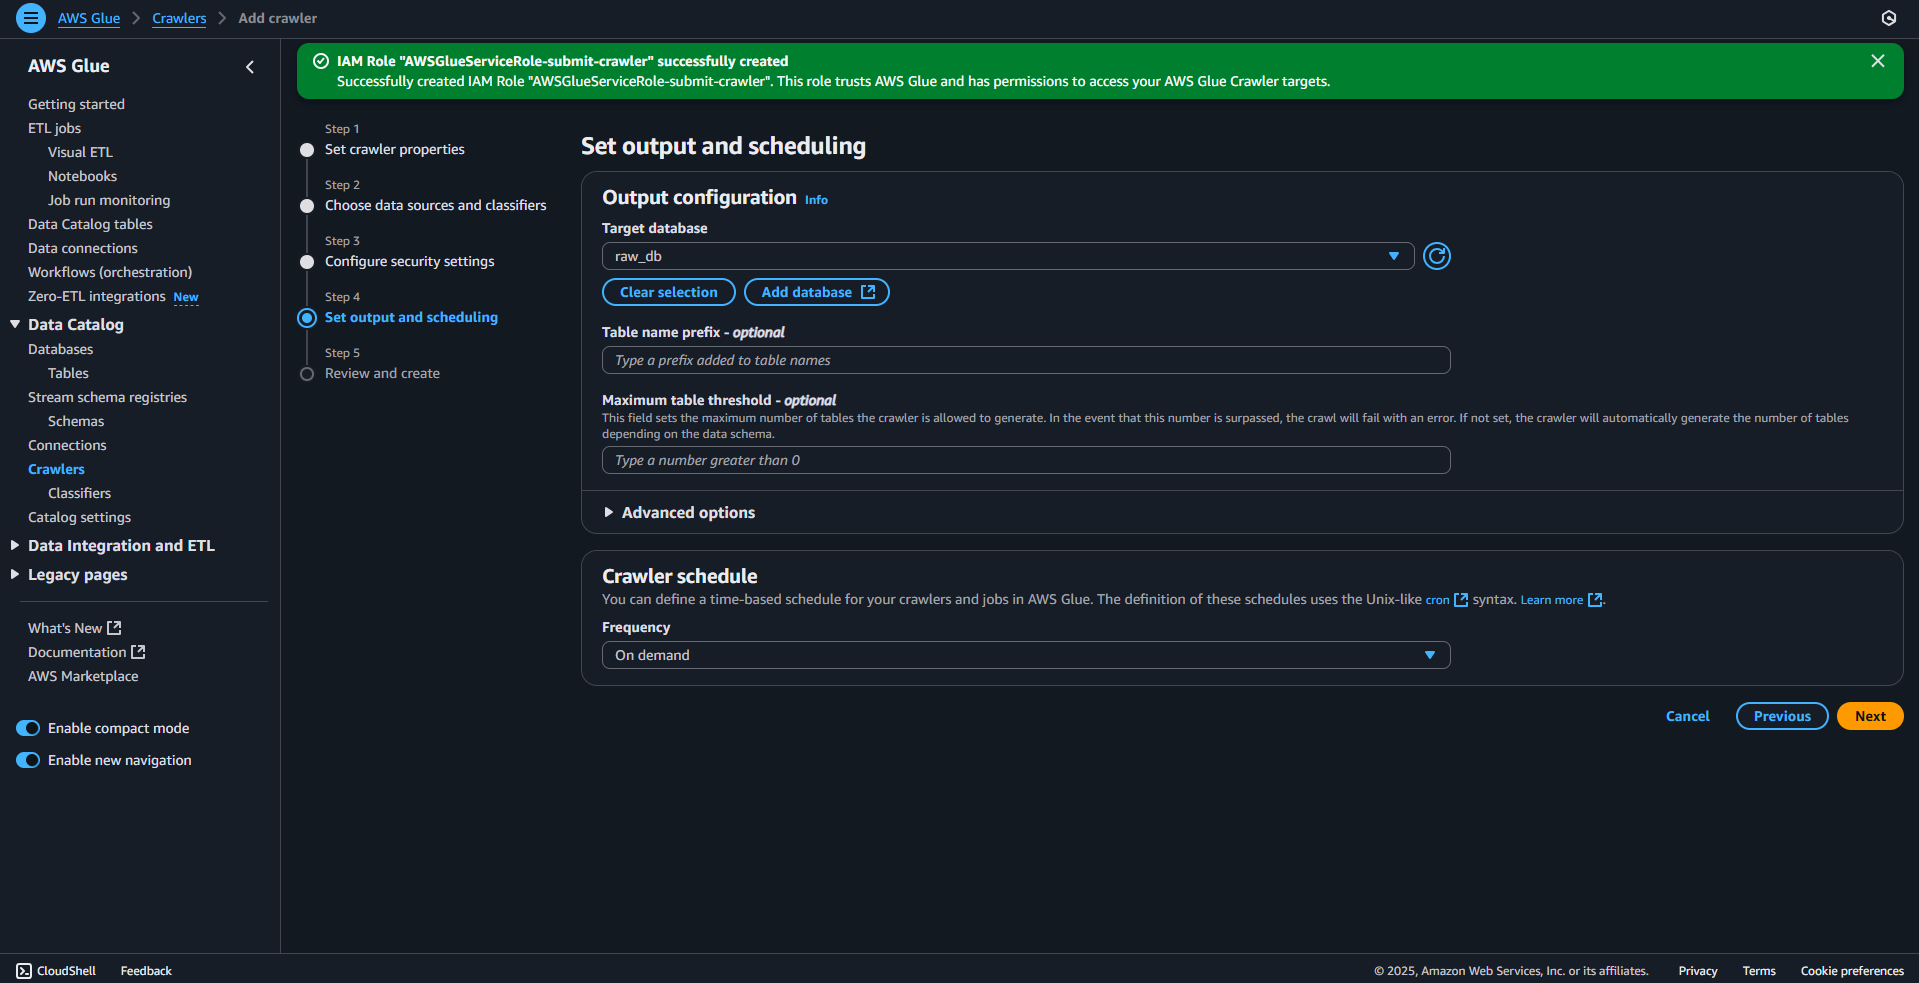 AWS Glue
Crawlers
Add crawler
AWS Glue
Getting started
ETL jobs
Visual ETL
Notebooks
Job run monitoring
Data Catalog tables
Data connections
Workflows (orchestration)
Zero-ETL integrations New
Data Catalog
Databases
Tables
Stream schema registries
Schemas
Connections
Crawlers
Classifiers
Catalog settings
Data Integration and ETL
Legacy pages
What's New
Documentation
AWS Marketplace
Enable compact mode
Enable new navigation
IAM Role "AWSGlueServiceRole-submit-crawler" successfully created
Successfully created IAM Role "AWSGlueServiceRole-submit-crawler". This role trusts AWS Glue and has permissions to access your AWS Glue Crawler targets.
Step 1
Set crawler properties
Step 2
Choose data sources and classifiers
Step 3
Configure security settings
Step 4
Set output and scheduling
Step 5
Review and create
Set output and scheduling
Output configuration Info
Target database
raw_db
Clear selection
Add database
Table name prefix - optional
Type a prefix added to table names
Maximum table threshold - optional
This field sets the maximum number of tables the crawler is allowed to generate. In the event that this number is surpassed, the crawl will fail with an error. If not set, the crawler will automatically generate the number of tables
depending on the data schema.
Type a number greater than 0
Advanced options
Crawler schedule
You can define a time-based schedule for your crawlers and jobs in AWS Glue. The definition of these schedules uses the Unix-like cron syntax. Learn more .
Frequency
On demand
Cancel
Previous
Next
CloudShell
Feedback
© 2025, Amazon Web Services, Inc. or its affiliates.
Privacy
Terms
Cookie preferences